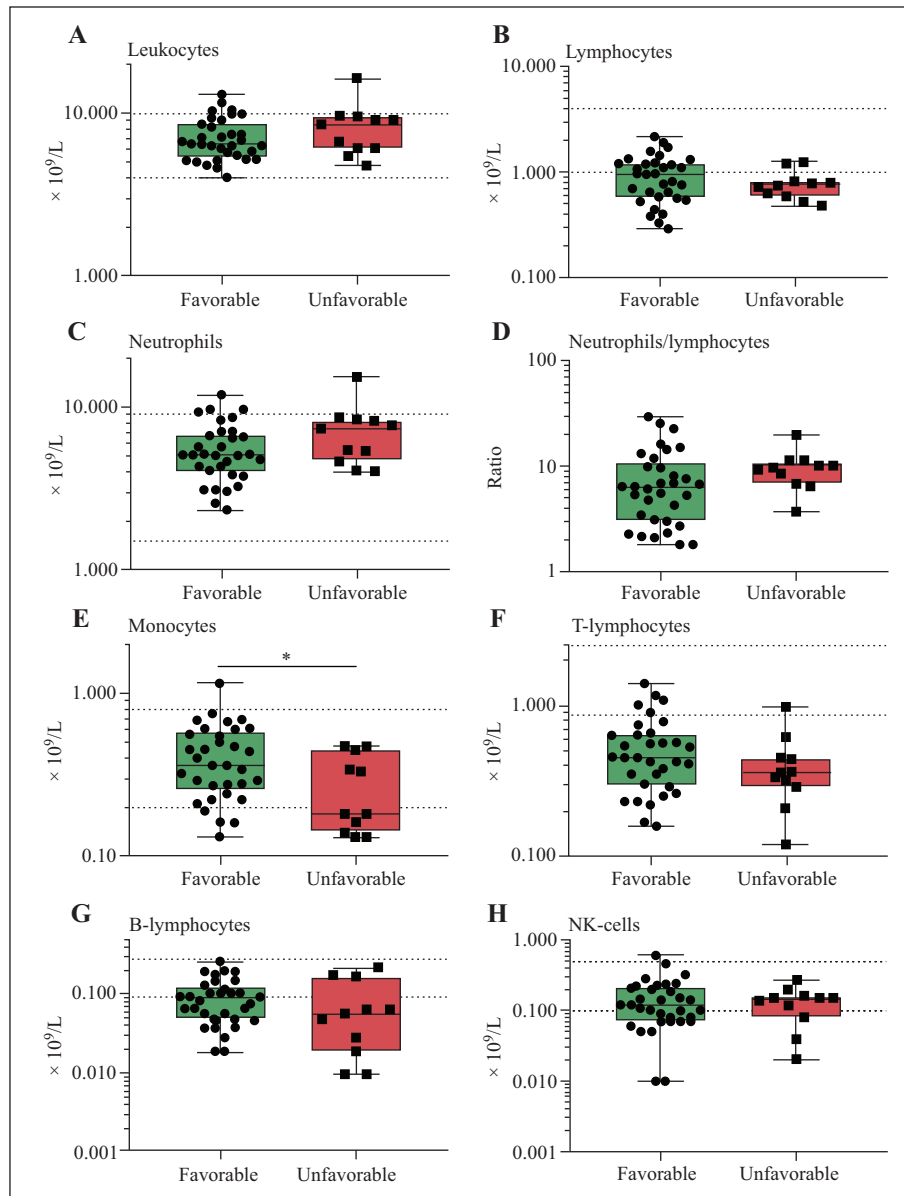 A
Leukocytes
10.000
× 10⁹/L
1.000
Favorable
Unfavorable
B
Lymphocytes
10.000
1.000
× 10⁹/L
0.100
Favorable
Unfavorable
C
Neutrophils
10.000
× 10⁹/L
1.000
Favorable
Unfavorable
D
Neutrophils/lymphocytes
100
10
Ratio
1
Favorable
Unfavorable
E
Monocytes
*
1.000
× 10⁹/L
0.10
Favorable
Unfavorable
F
T-lymphocytes
1.000
× 10⁹/L
0.100
Favorable
Unfavorable
G
B-lymphocytes
0.100
× 10⁹/L
0.010
0.001
Favorable
Unfavorable
H
NK-cells
1.000
0.100
× 10⁹/L
0.010
0.001
Favorable
Unfavorable